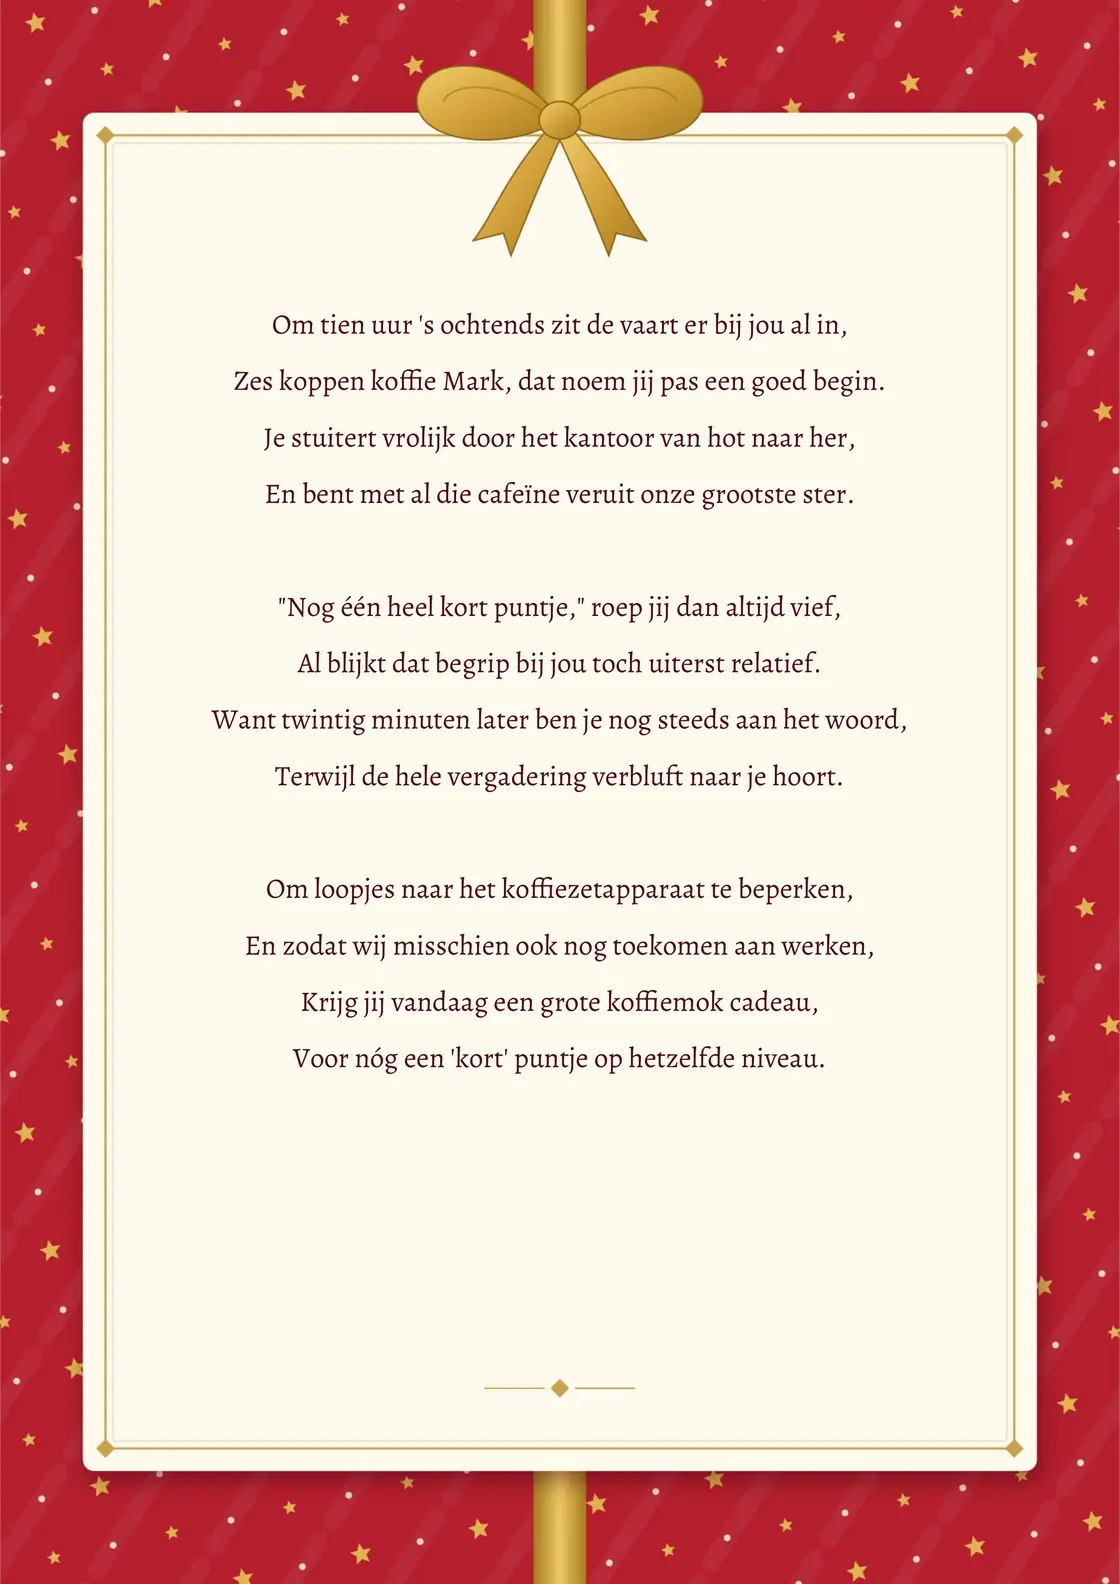 Om tien uur 's ochtends zit de vaart er bij jou al in,
Zes koppen koffie Mark, dat noem jij pas een goed begin.
Je stuitert vrolijk door het kantoor van hot naar her,
En bent met al die cafeïne veruit onze grootste ster.
"Nog één heel kort puntje," roep jij dan altijd vief,
Al blijkt dat begrip bij jou toch uiterst relatief.
Want twintig minuten later ben je nog steeds aan het woord,
Terwijl de hele vergadering verbluft naar je hoort.
Om loopjes naar het koffiezetapparaat te beperken,
En zodat wij misschien ook nog toekomen aan werken,
Krijg jij vandaag een grote koffiemok cadeau,
Voor nóg een 'kort' puntje op hetzelfde niveau.